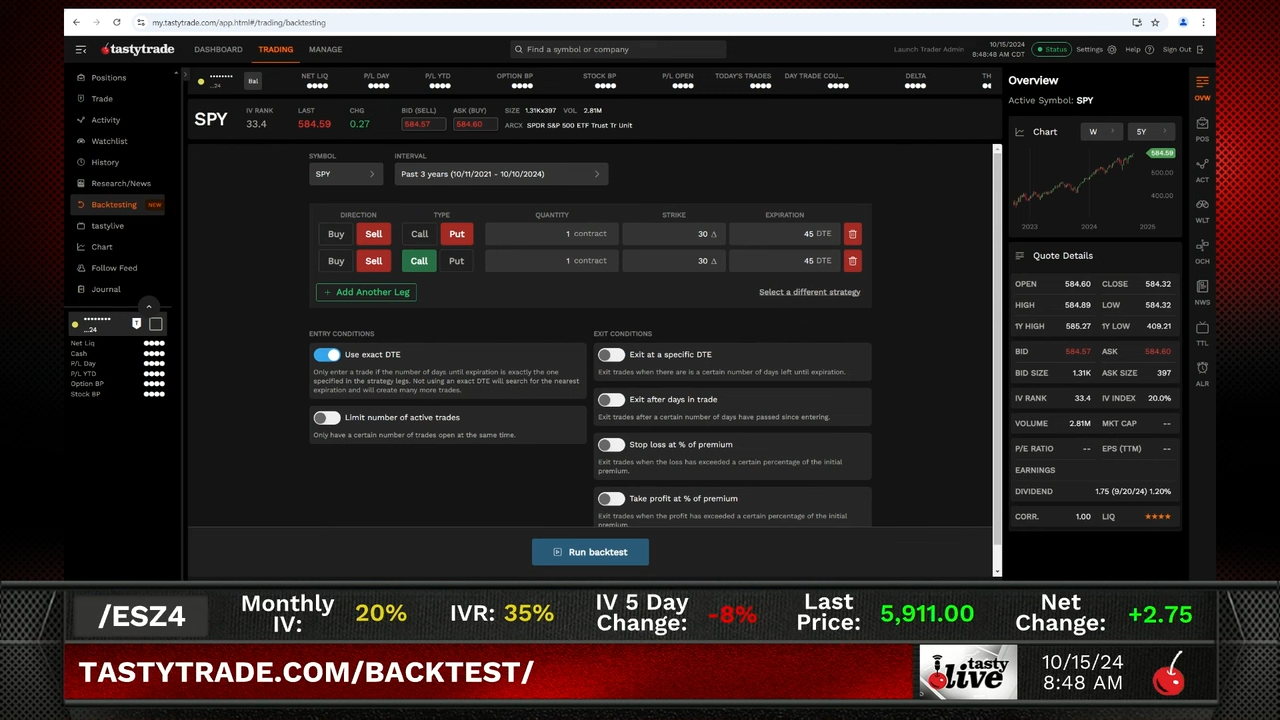 my.tastytrade.com/app.html#/trading/backtesting
tastytrade DASHBOARD TRADING MANAGE Find a symbol or company Launch Trader Admin 10/15/2024 8:48:48 AM CDT Status Settings Help Sign Out
Positions
Trade
Activity
Watchlist
History
Research/News
Backtesting NEW
tastylive
Chart
Follow Feed
Journal
...24
Net Liq
Cash
P/L Day
P/L YTD
Option BP
Stock BP
...24 Bal NET LIQ P/L DAY P/L YTD OPTION BP STOCK BP P/L OPEN TODAY'S TRADES DAY TRADE COU... DELTA TH
SPY IV RANK LAST CHG BID (SELL) ASK (BUY) SIZE 1.31Kx397 VOL 2.81M
33.4 584.59 0.27 584.57 584.60 ARCX SPDR S&P 500 ETF Trust Tr Unit
SYMBOL INTERVAL
SPY Past 3 years (10/11/2021 - 10/10/2024)
DIRECTION TYPE QUANTITY STRIKE EXPIRATION
Buy Sell Call Put 1 contract 30 Δ 45 DTE
Buy Sell Call Put 1 contract 30 Δ 45 DTE
+ Add Another Leg Select a different strategy
ENTRY CONDITIONS
Use exact DTE
Only enter a trade if the number of days until expiration is exactly the one
specified in the strategy legs. Not using an exact DTE will search for the nearest
expiration and will create many more trades.
Limit number of active trades
Only have a certain number of trades open at the same time.
EXIT CONDITIONS
Exit at a specific DTE
Exit trades when there are is a certain number of days left until expiration.
Exit after days in trade
Exit trades after a certain number of days have passed since entering.
Stop loss at % of premium
Exit trades when the loss has exceeded a certain percentage of the initial
premium.
Take profit at % of premium
Exit trades when the profit has exceeded a certain percentage of the initial
premium.
Run backtest
Overview
Active Symbol: SPY
Chart W 5Y
584.59
500.00
400.00
2023 2024 2026
Quote Details
OPEN 584.60 CLOSE 584.32
HIGH 584.89 LOW 584.32
1Y HIGH 585.27 1Y LOW 409.21
BID 584.57 ASK 584.60
BID SIZE 1.31K ASK SIZE 397
IV RANK 33.4 IV INDEX 20.0%
VOLUME 2.81M MKT CAP --
P/E RATIO -- EPS (TTM) --
EARNINGS
DIVIDEND 1.75 (9/20/24) 1.20%
CORR. 1.00 LIQ ★★★★
OVW
POS
ACT
WLT
OCH
NWS
TTL
ALR
/ESZ4 Monthly IV: 20% IVR: 35% IV 5 Day Change: -8% Last Price: 5,911.00 Net Change: +2.75
TASTYTRADE.COM/BACKTEST/
tasty live
10/15/24
8:48 AM